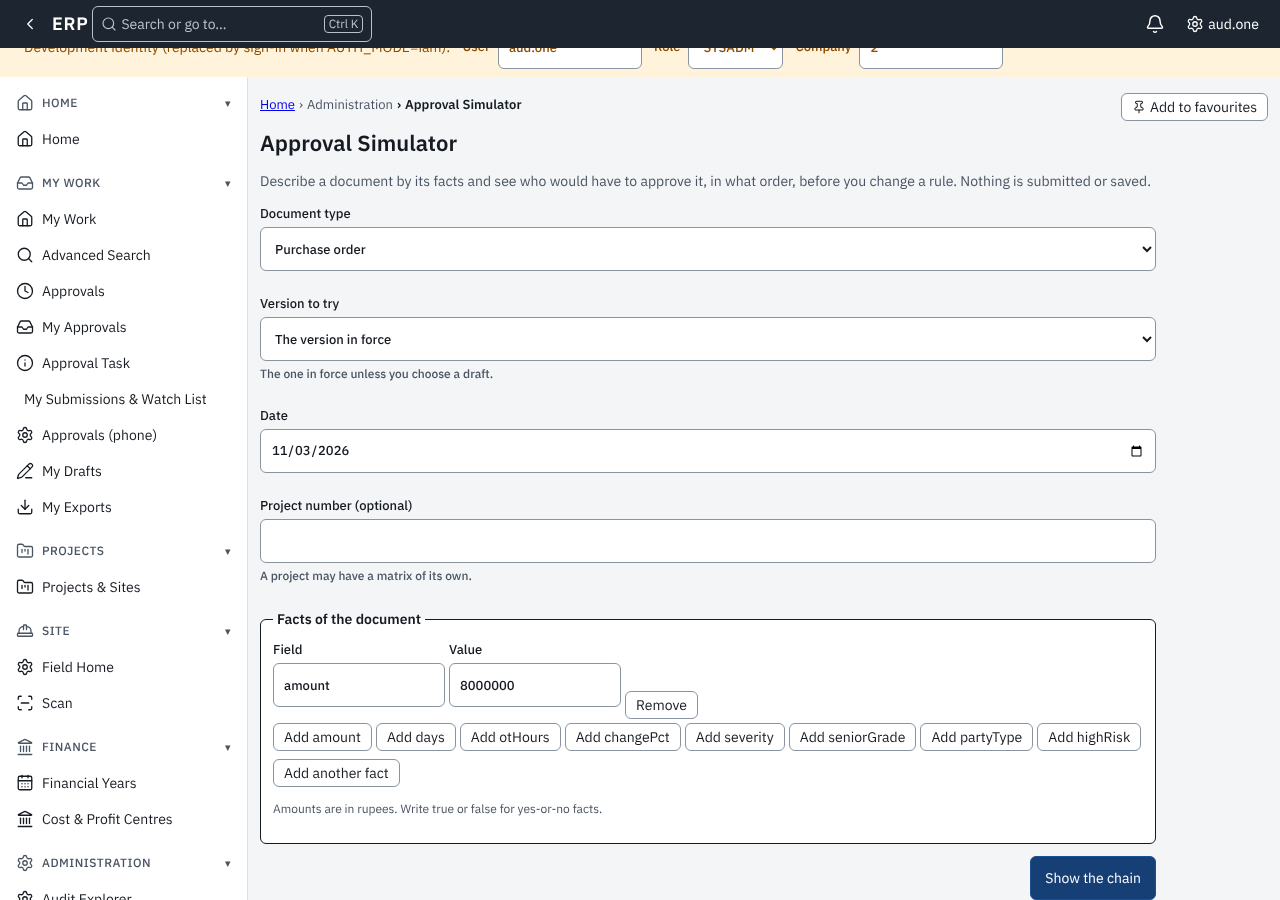 ERP
Search or go to...
Ctrl K
aud.one
Development identity (replaced by sign-in when AUTH_MODE=iam).
User
aud.one
Role
SYSADM
Company
2
HOME
Home
MY WORK
My Work
Advanced Search
Approvals
My Approvals
Approval Task
My Submissions & Watch List
Approvals (phone)
My Drafts
My Exports
PROJECTS
Projects & Sites
SITE
Field Home
Scan
FINANCE
Financial Years
Cost & Profit Centres
ADMINISTRATION
Audit Explorer
Home › Administration › Approval Simulator
Add to favourites
Approval Simulator
Describe a document by its facts and see who would have to approve it, in what order, before you change a rule. Nothing is submitted or saved.
Document type
Purchase order
Version to try
The version in force
The one in force unless you choose a draft.
Date
11/03/2026
Project number (optional)
A project may have a matrix of its own.
Facts of the document
Field Value
amount 8000000
Remove
Add amount Add days Add otHours Add changePct Add severity Add seniorGrade Add partyType Add highRisk
Add another fact
Amounts are in rupees. Write true or false for yes-or-no facts.
Show the chain